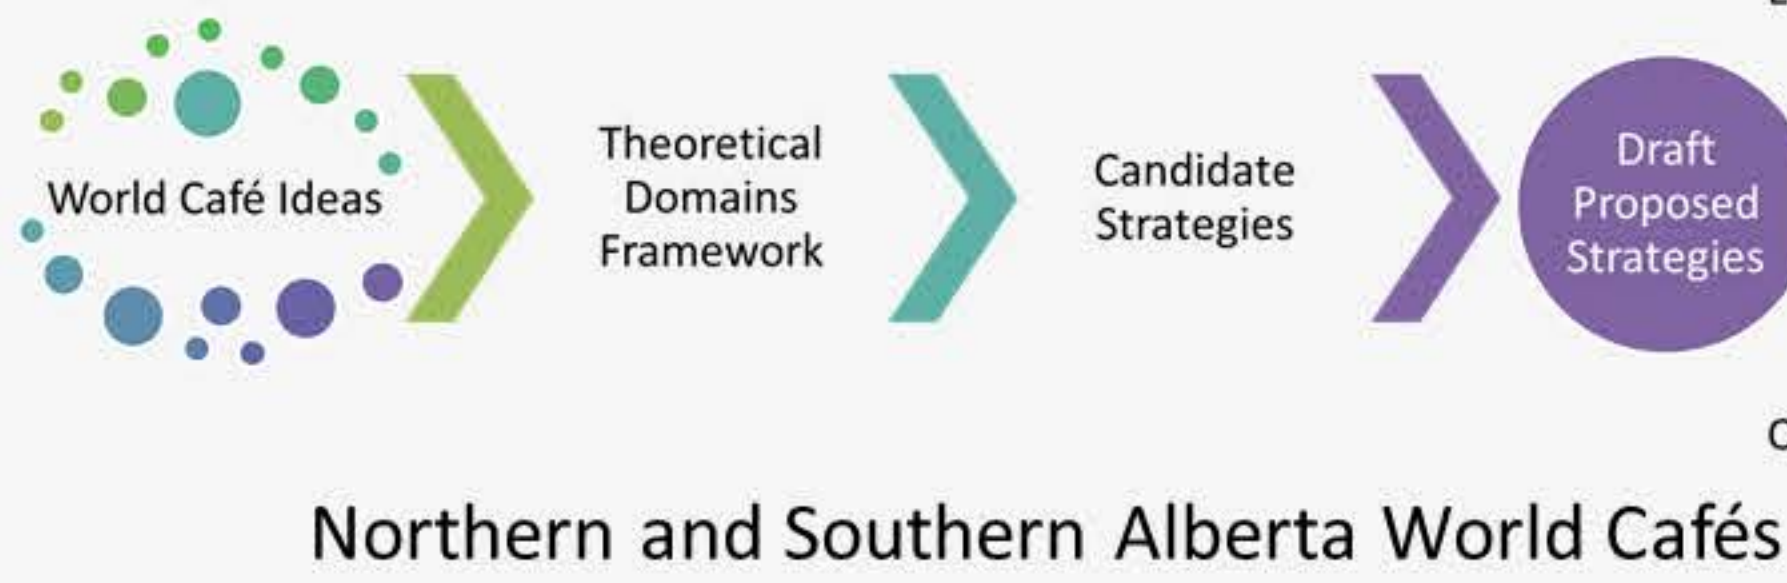 World Café Ideas
Theoretical
Domains
Framework
Candidate
Strategies
Draft
Proposed
Strategies
Northern and Southern Alberta World Cafés